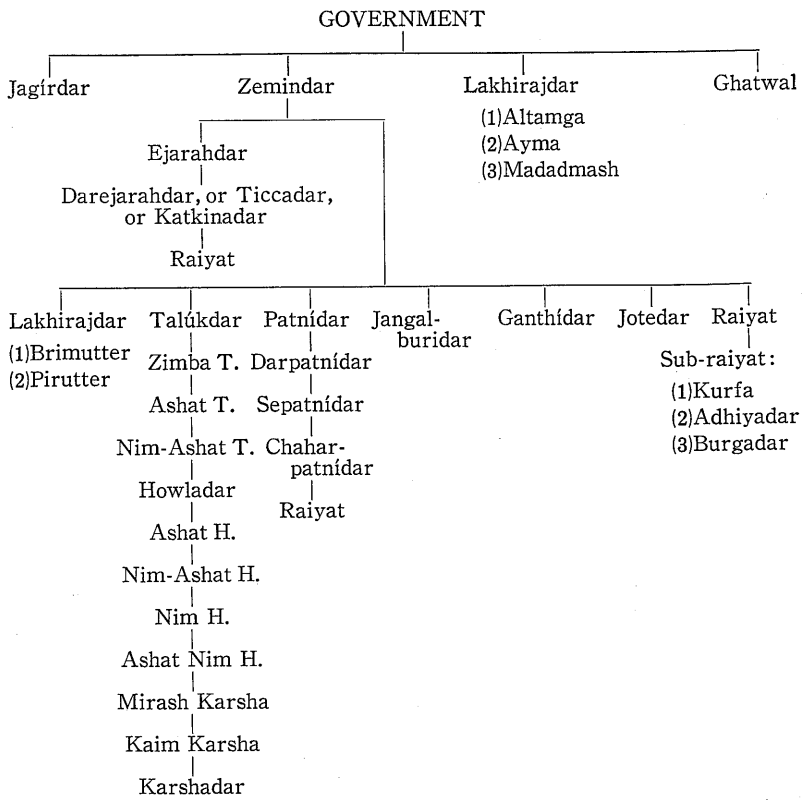 GOVERNMENT
Jagírdar Zemindar Lakhirajdar Ghatwal
(1)Altamga
(2)Ayma
(3)Madadmash
Ejarahdar
Darejarahdar, or Ticcadar,
or Katkinadar
Raiyat
Lakhirajdar Talúkdar Patnídar Jangal-
buridar Ganthídar Jotedar Raiyat
(1)Brimutter
(2)Pirutter
Zimba T.
Ashat T.
Nim-Ashat T.
Howladar
Ashat H.
Nim-Ashat H.
Nim H.
Ashat Nim H.
Mirash Karsha
Kaim Karsha
Karshadar
Darpatnídar
Sepatnídar
Chahar-
patnídar
Raiyat
Sub-raiyat:
(1)Kurfa
(2)Adhiyadar
(3)Burgadar